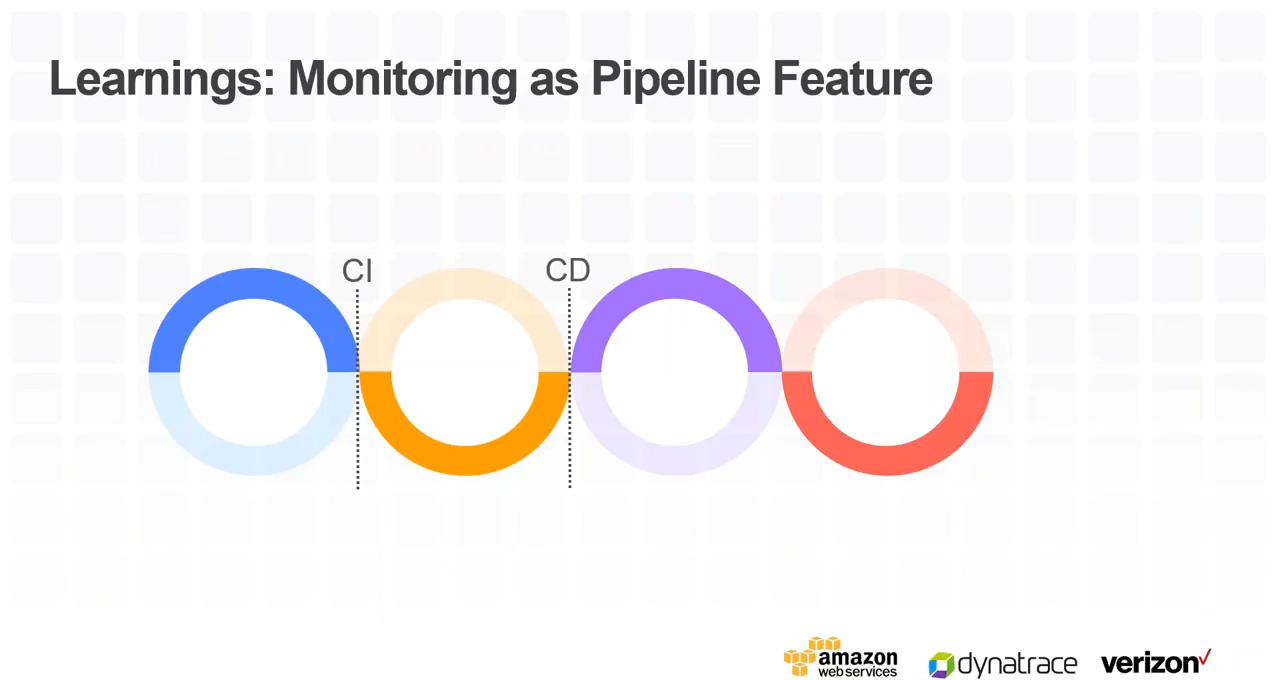 Learnings: Monitoring as Pipeline Feature
CI
CD
amazon
webservices
dynatrace
verizon✓